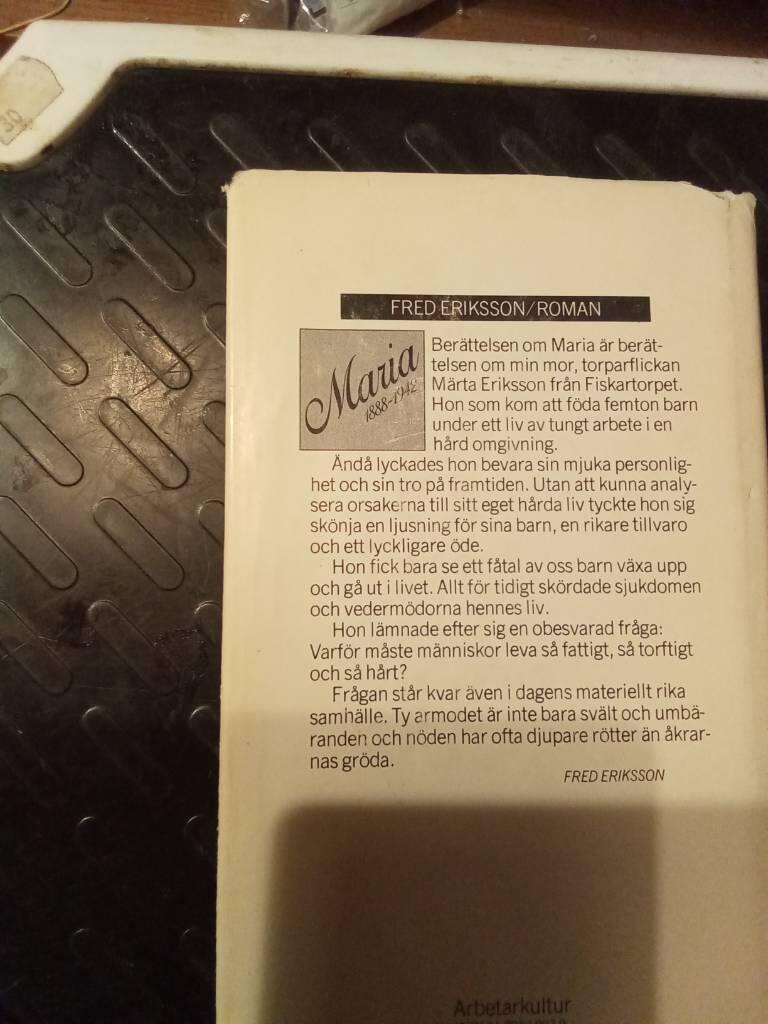 30
FRED ERIKSSON/ROMAN
Maria
1888-1942
Berättelsen om Maria är berät-
telsen om min mor, torparflickan
Märta Eriksson från Fiskartorpet.
Hon som kom att föda femton barn
under ett liv av tungt arbete i en
hård omgivning.
Ändå lyckades hon bevara sin mjuka personlig-
het och sin tro på framtiden. Utan att kunna analy-
sera orsakerna till sitt eget hårda liv tyckte hon sig
skönja en ljusning för sina barn, en rikare tillvaro
och ett lyckligare öde.
Hon fick bara se ett fåtal av oss barn växa upp
och gå ut i livet. Allt för tidigt skördade sjukdomen
och vedermödorna hennes liv.
Hon lämnade efter sig en obesvarad fråga:
Varför måste människor leva så fattigt, så torftigt
och så hårt?
Frågan står kvar även i dagens materiellt rika
samhälle. Ty armodet är inte bara svält och umbä-
randen och nöden har ofta djupare rötter än åkrar-
nas gröda.
FRED ERIKSSON
Arbetarkultur